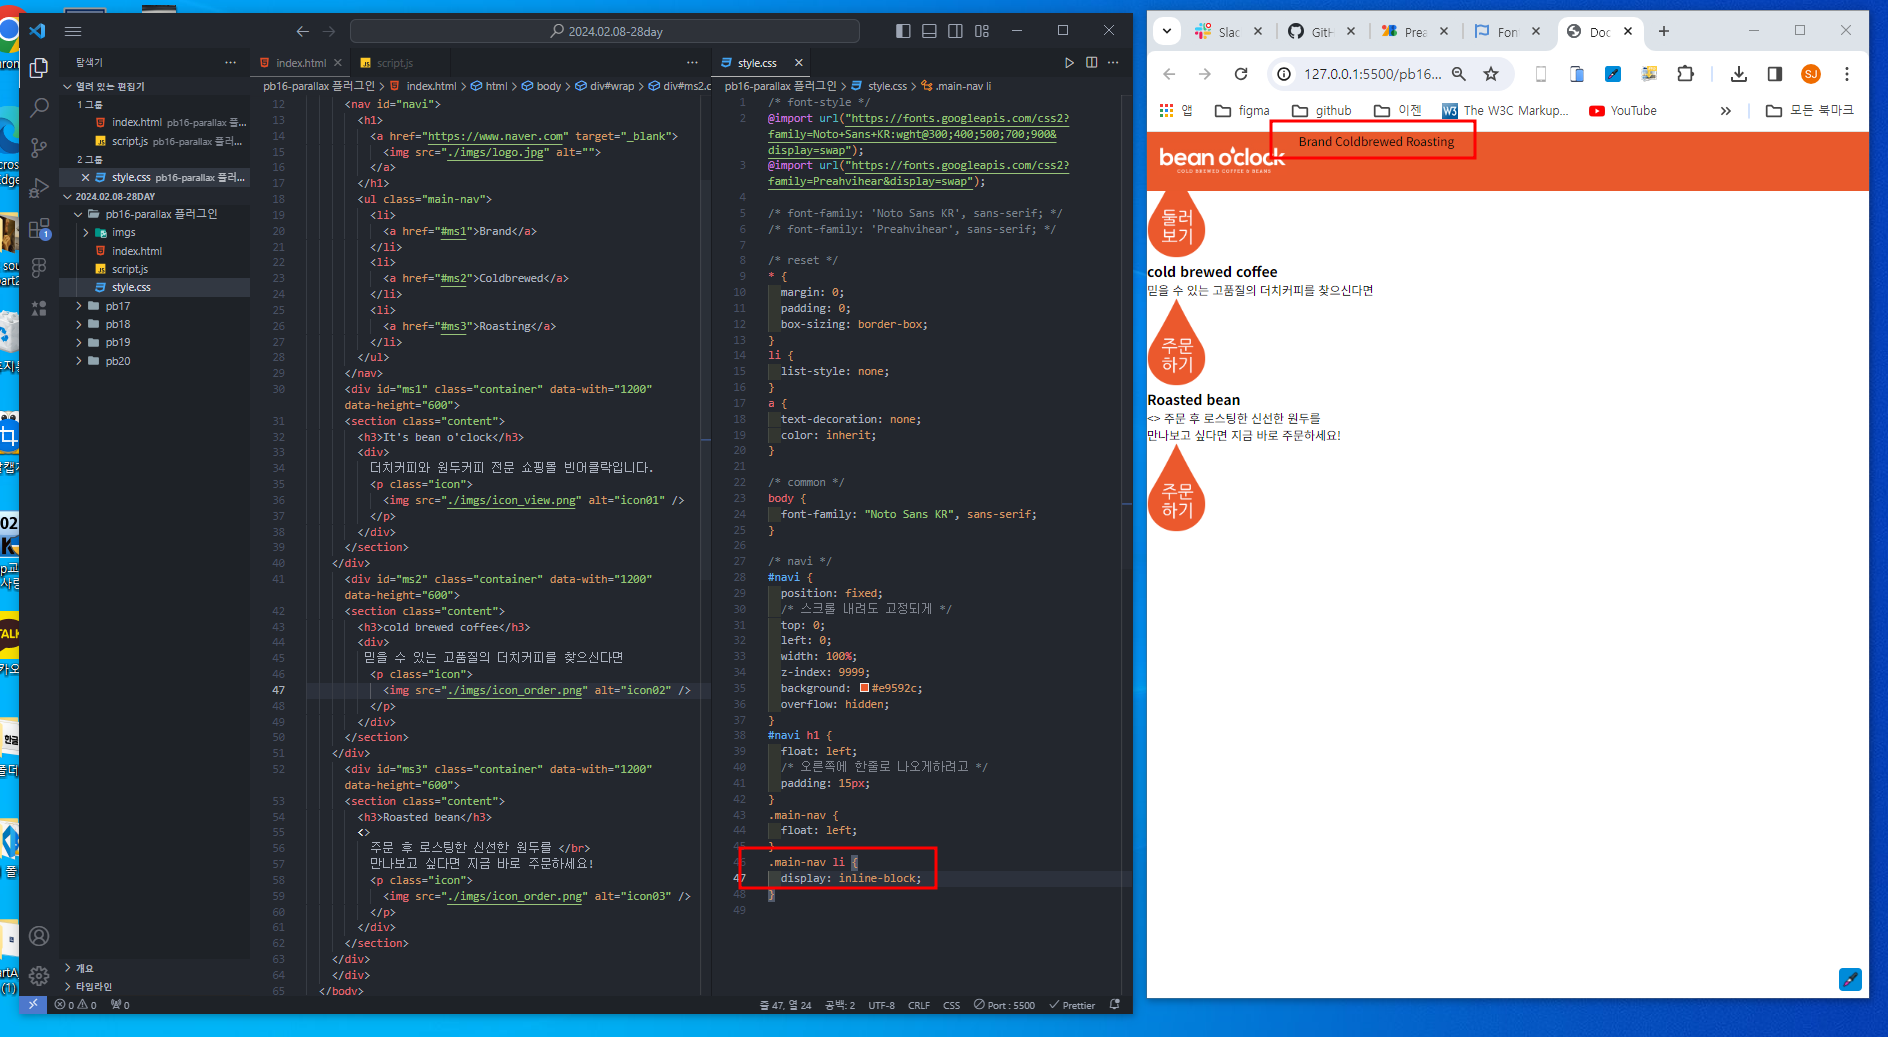 2024.02.08-28day
탐색기
열려 있는 편집기
1 그룹
index.html pb16-parallax 플...
script.js pb16-parallax 플러...
2 그룹
style.css pb16-parallax 플러...
2024.02.08-28DAY
pb16-parallax 플러그인
imgs
index.html
script.js
style.css
pb17
pb18
pb19
pb20
개요
타임라인
index.html
script.js
pb16-parallax 플러그인 > index.html > html > body > div#wrap > div#ms2.c
12 <nav id="navi">
13 <h1>
14 <a href="https://www.naver.com" target="_blank">
15 <img src="./imgs/logo.jpg" alt="">
16 </a>
17 </h1>
18 <ul class="main-nav">
19 <li>
20 <a href="#ms1">Brand</a>
21 </li>
22 <li>
23 <a href="#ms2">Coldbrewed</a>
24 </li>
25 <li>
26 <a href="#ms3">Roasting</a>
27 </li>
28 </ul>
29 </nav>
30 <div id="ms1" class="container" data-with="1200"
data-height="600">
31 <section class="content">
32 <h3>It's bean o'clock</h3>
33 <div>
34 더치커피와 원두커피 전문 쇼핑몰 빈어클락입니다.
35 <p class="icon">
36 <img src="./imgs/icon_view.png" alt="icon01" />
37 </p>
38 </div>
39 </section>
40 </div>
41 <div id="ms2" class="container" data-with="1200"
data-height="600">
42 <section class="content">
43 <h3>cold brewed coffee</h3>
44 <div>
45 믿을 수 있는 고품질의 더치커피를 찾으신다면
46 <p class="icon">
47 <img src="./imgs/icon_order.png" alt="icon02" />
48 </p>
49 </div>
50 </section>
51 </div>
52 <div id="ms3" class="container" data-with="1200"
data-height="600">
53 <section class="content">
54 <h3>Roasted bean</h3>
55 <>
56 주문 후 로스팅한 신선한 원두를 </br>
57 만나보고 싶다면 지금 바로 주문하세요!
58 <p class="icon">
59 <img src="./imgs/icon_order.png" alt="icon03" />
60 </p>
61 </div>
62 </section>
63 </div>
64 </div>
65 </body>
style.css
pb16-parallax 플러그인 > style.css > .main-nav li
1 /* font-style */
2 @import url("https://fonts.googleapis.com/css2?
family=Noto+Sans+KR:wght@300;400;500;700;900&
display=swap");
3 @import url("https://fonts.googleapis.com/css2?
family=Preahvihear&display=swap");
4
5 /* font-family: 'Noto Sans KR', sans-serif; */
6 /* font-family: 'Preahvihear', sans-serif; */
7
8 /* reset */
9 * {
10 margin: 0;
11 padding: 0;
12 box-sizing: border-box;
13 }
14 li {
15 list-style: none;
16 }
17 a {
18 text-decoration: none;
19 color: inherit;
20 }
21
22 /* common */
23 body {
24 font-family: "Noto Sans KR", sans-serif;
25 }
26
27 /* navi */
28 #navi {
29 position: fixed;
30 /* 스크롤 내려도 고정되게 */
31 top: 0;
32 left: 0;
33 width: 100%;
34 z-index: 9999;
35 background: #e9592c;
36 overflow: hidden;
37 }
38 #navi h1 {
39 float: left;
40 /* 오른쪽에 한줄로 나오게하려고 */
41 padding: 15px;
42 }
43 .main-nav {
44 float: left;
45 }
46 .main-nav li {
47 display: inline-block;
48 }
49
0 0 0
줄 47, 열 24 공백: 2 UTF-8 CRLF CSS Port : 5500 Prettier
Slac
GitH
Prea
Fon
Doc
127.0.0.1:5500/pb16...
SJ
앱 figma github 이젠 The W3C Markup... YouTube » 모든 북마크
bean o'clock
COLD BREWED COFFEE & BEANS
Brand Coldbrewed Roasting
둘러
보기
cold brewed coffee
믿을 수 있는 고품질의 더치커피를 찾으신다면
주문
하기
Roasted bean
<> 주문 후 로스팅한 신선한 원두를
만나보고 싶다면 지금 바로 주문하세요!
주문
하기